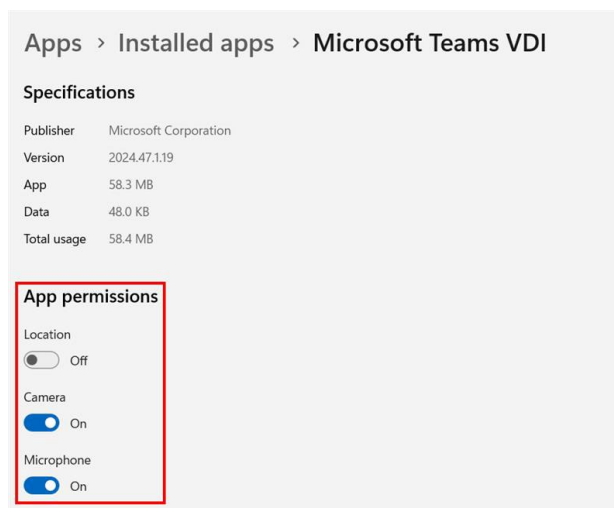 Apps > Installed apps > Microsoft Teams VDI
Specifications
Publisher Microsoft Corporation
Version 2024.47.1.19
App 58.3 MB
Data 48.0 KB
Total usage 58.4 MB
App permissions
Location
Off
Camera
On
Microphone
On